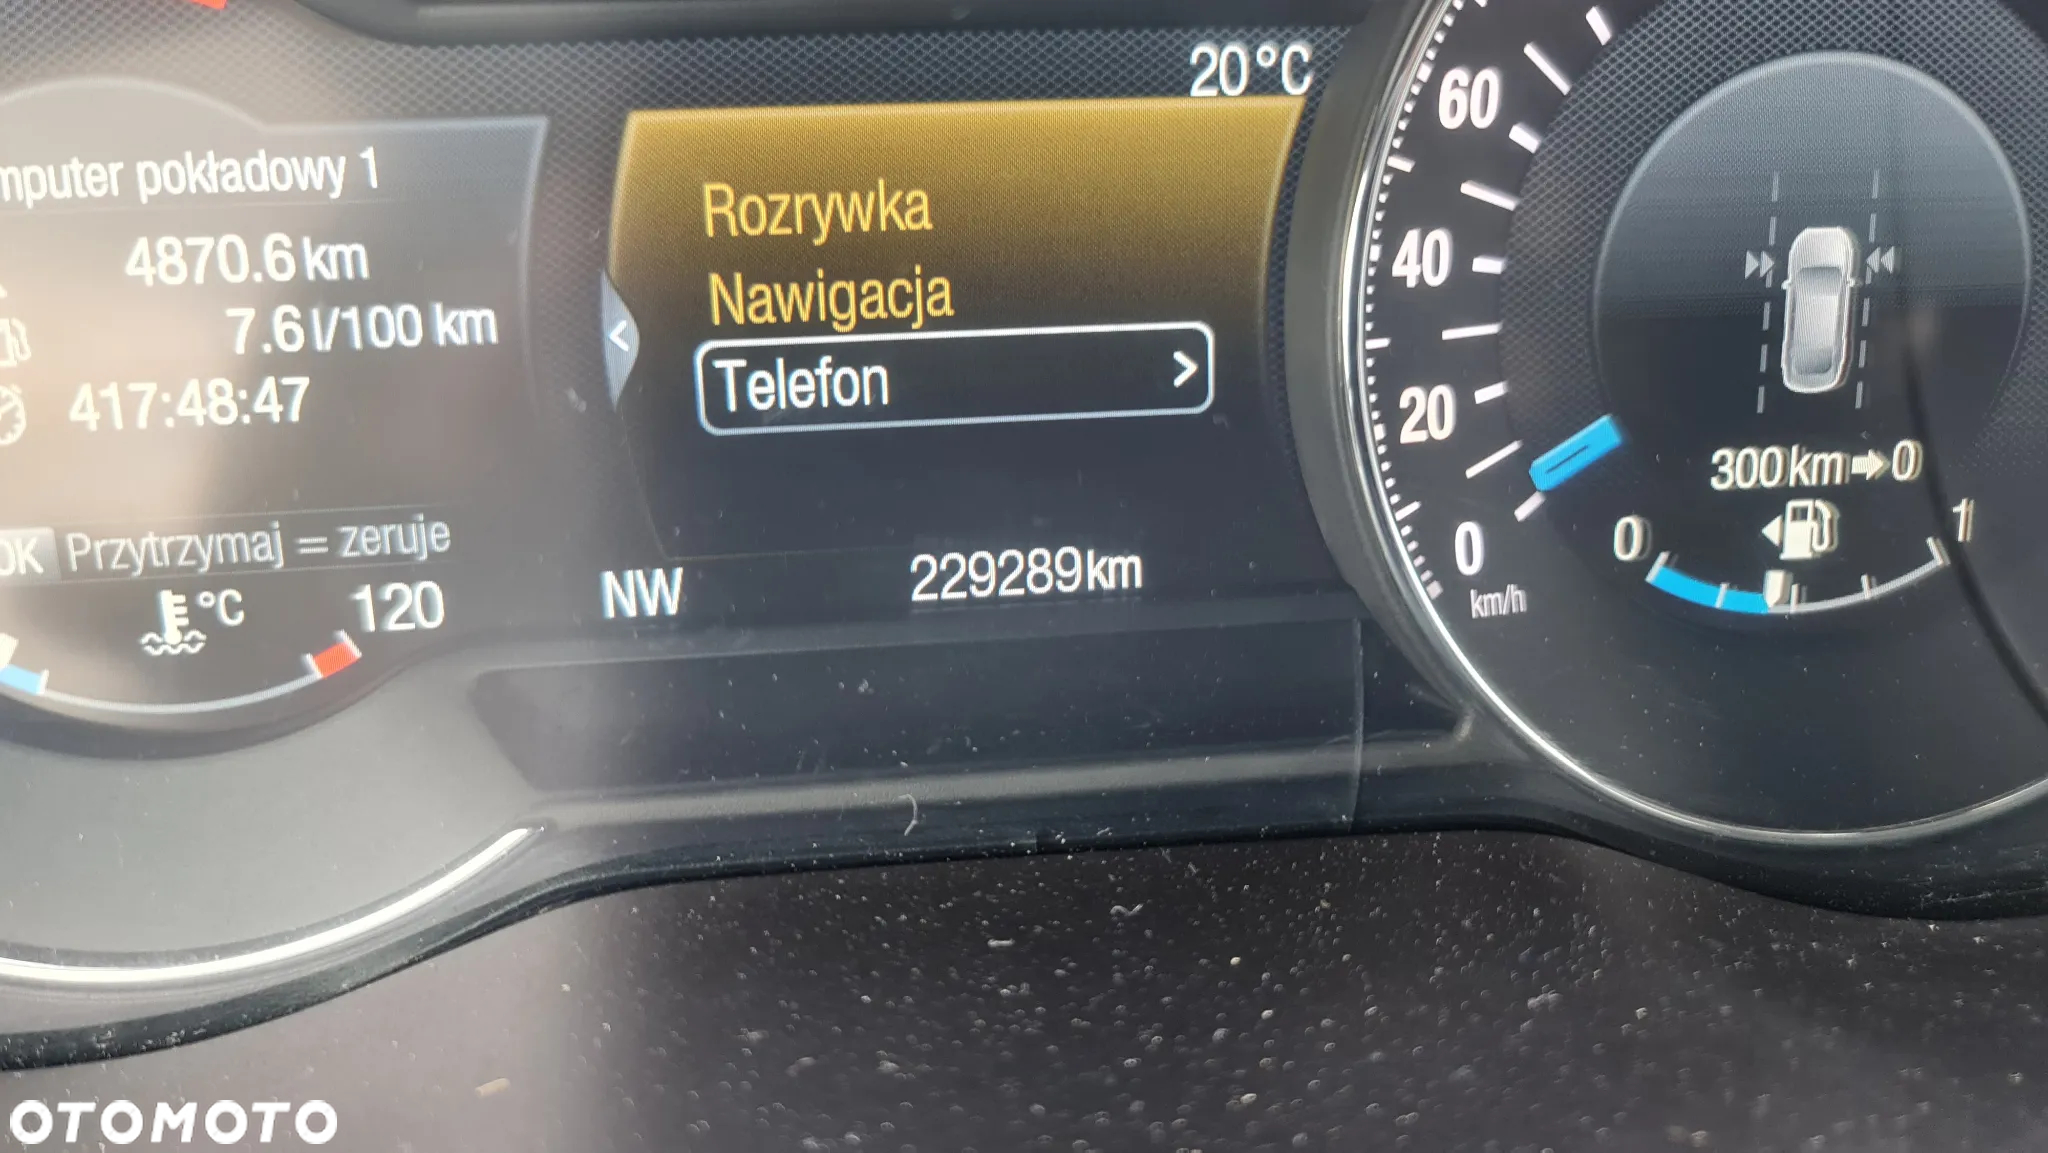 20°C
mputer pokładowy 1
4870.6 km
7.6 l/100 km
417:48:47
OK Przytrzymaj = zeruje
°C 120
Rozrywka
Nawigacja
Telefon >
<
NW 229289km
60
40
20
0
km/h
300km→0
0 1
OTOMOTO